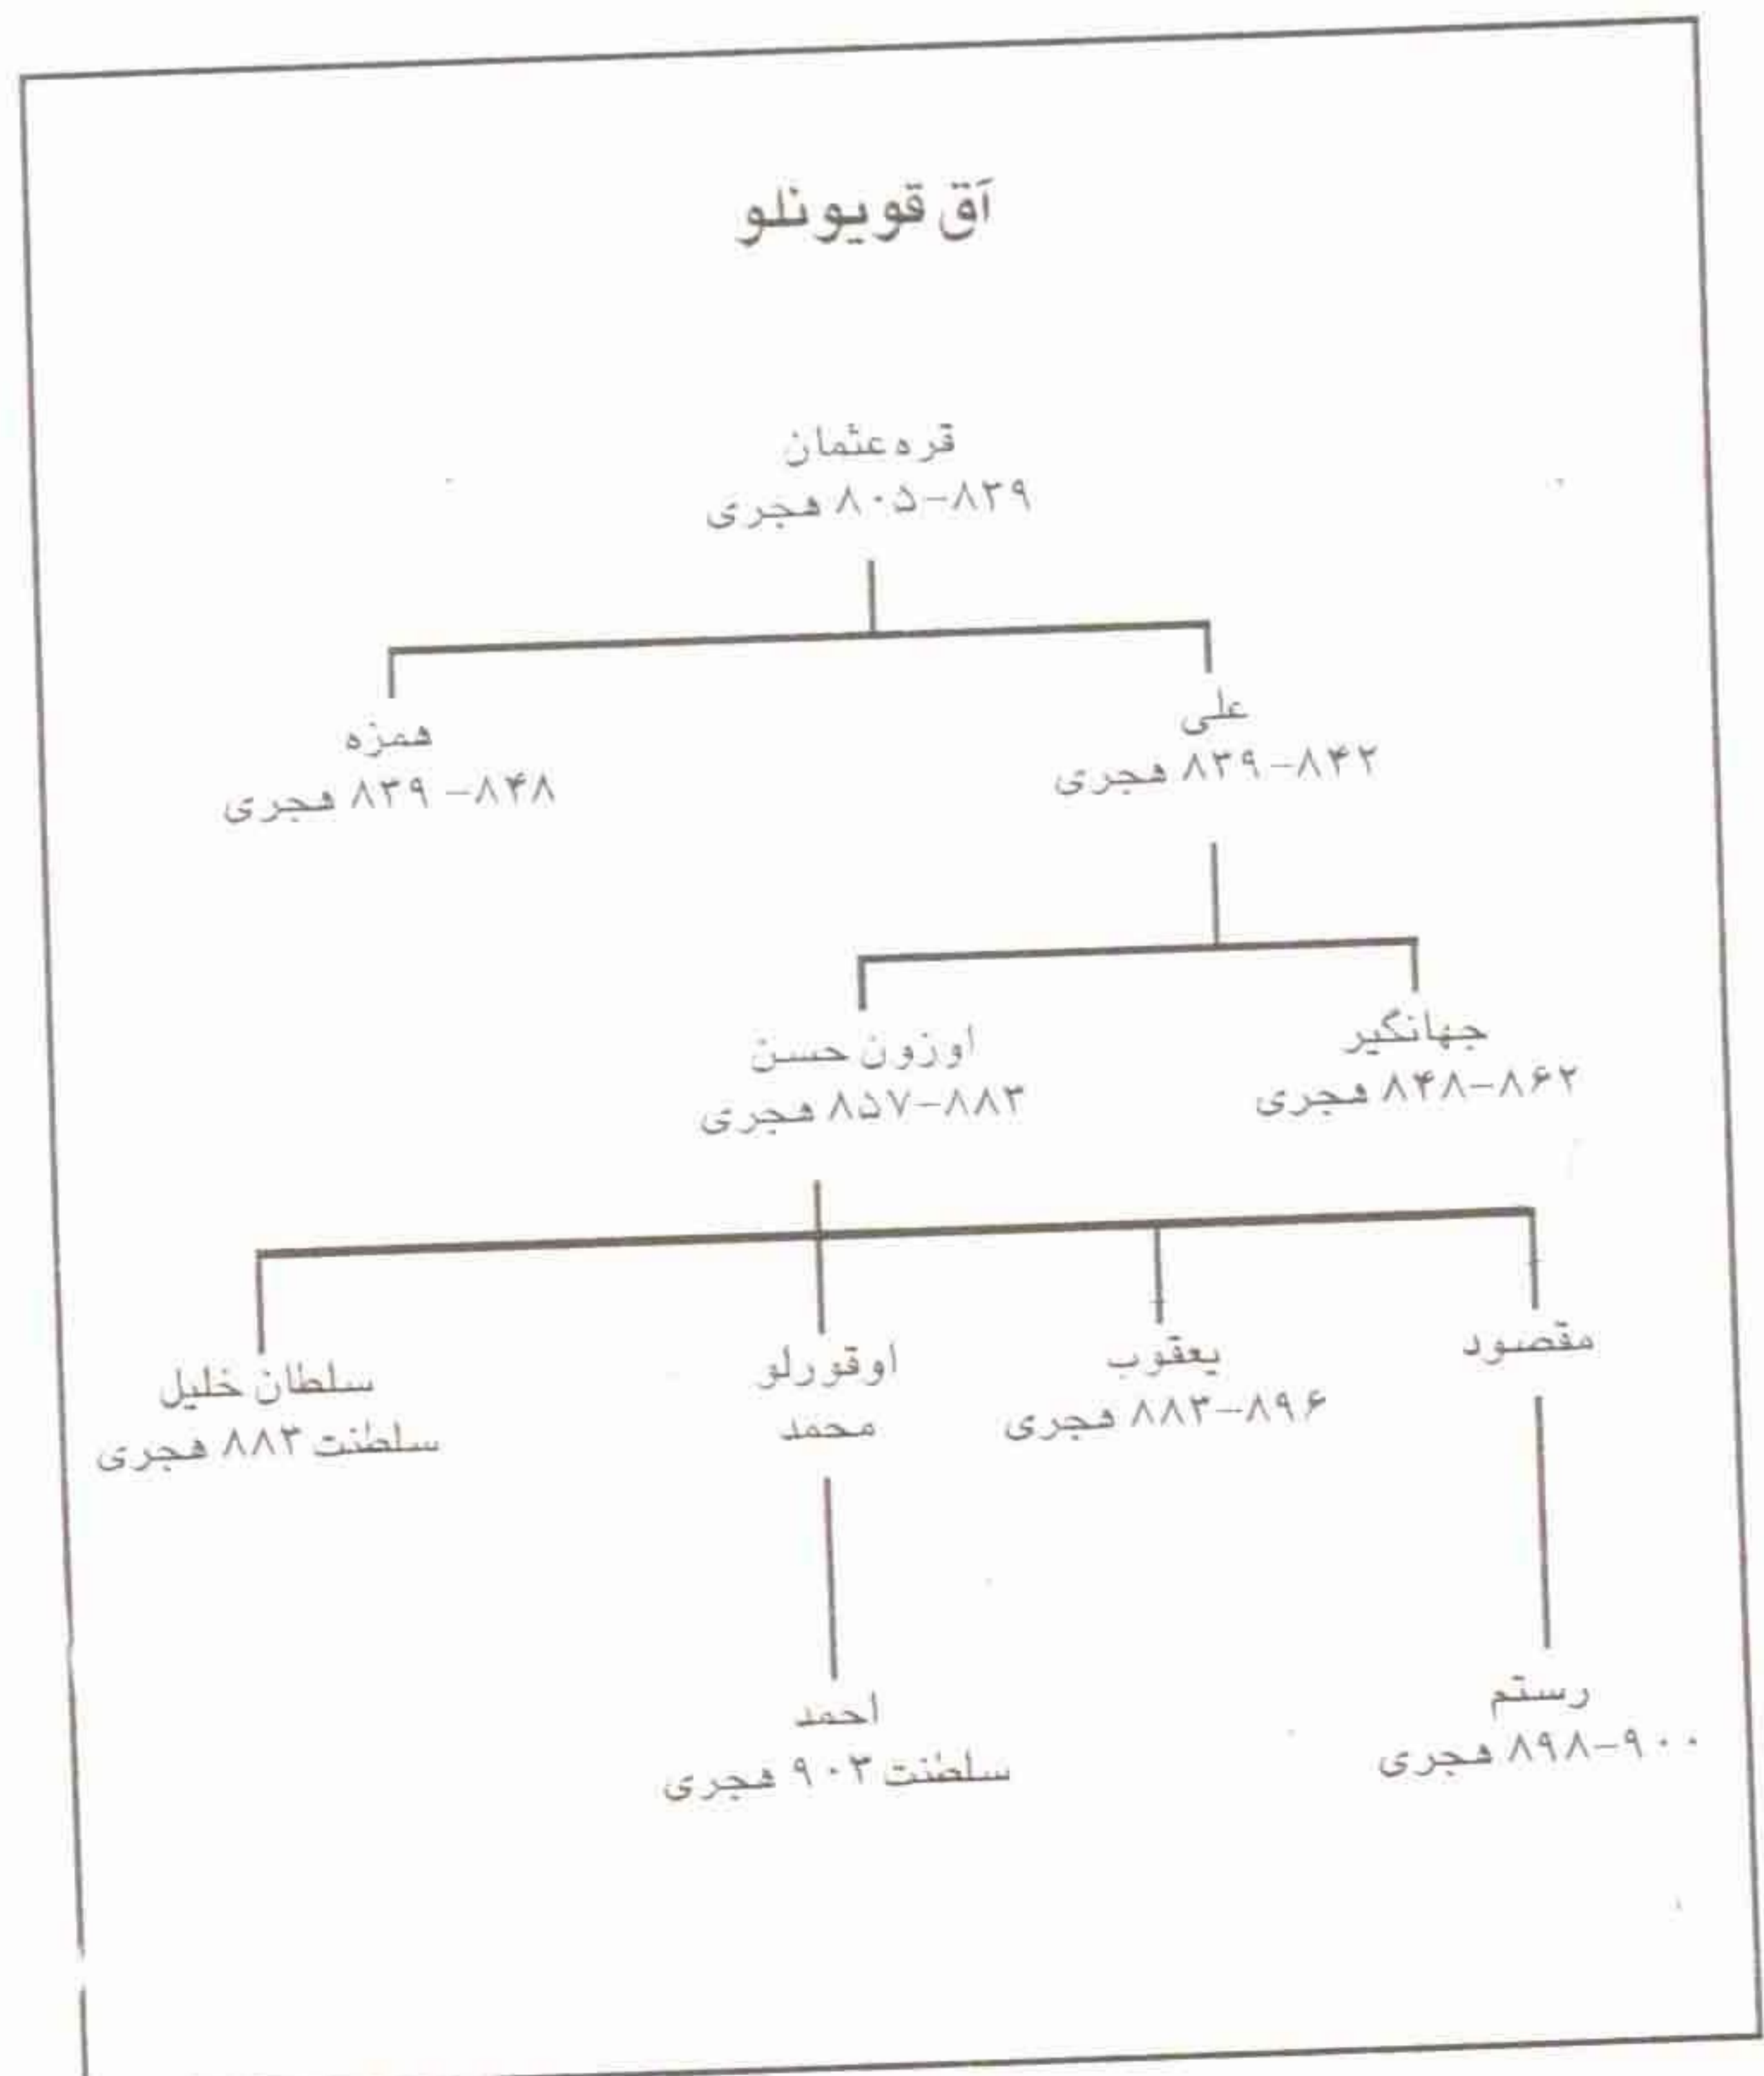 آق قویونلو
قره عثمان
۸۰۵-۸۳۹ هجری
علی
۸۳۹-۸۴۲ هجری
همزه
۸۳۹-۸۴۸ هجری
جهانگیر
۸۴۸-۸۶۲ هجری
اوزون حسن
۸۵۷-۸۸۳ هجری
مقصود
یعقوب
۸۸۳-۸۹۶ هجری
اوقورلو
محمد
سلطان خلیل
سلطنت ۸۸۳ هجری
رستم
۸۹۸-۹۰۰ هجری
احمد
سلطنت ۹۰۳ هجری